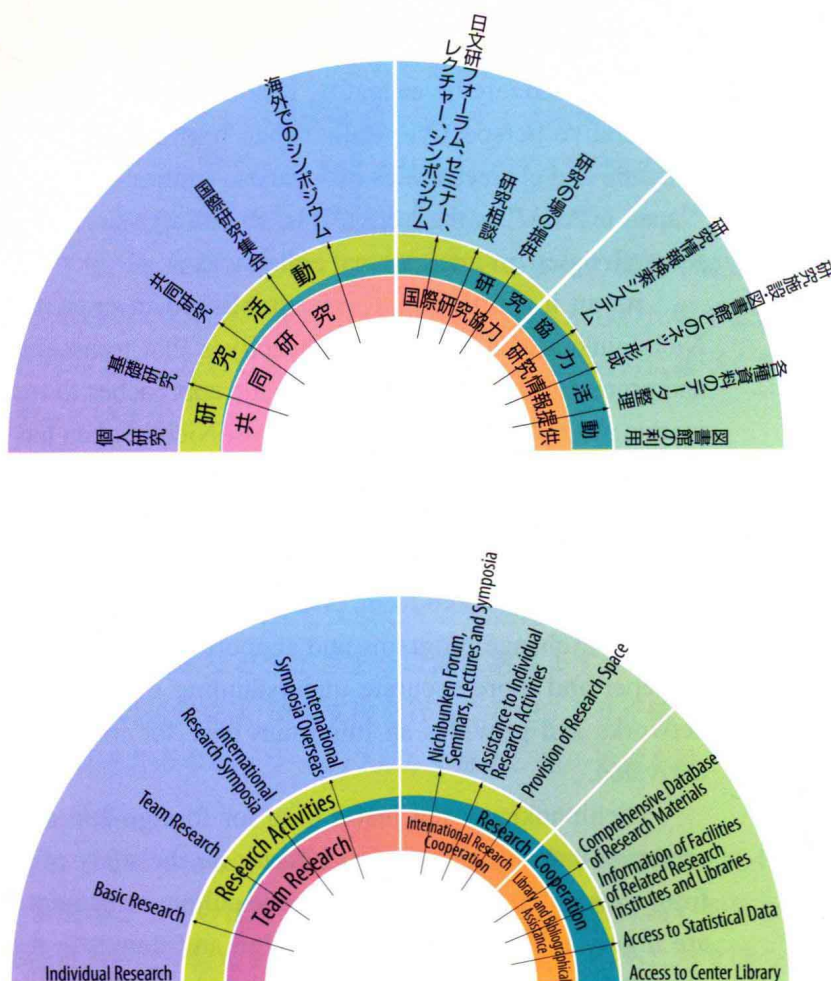 個人研究
基礎研究
共同研究
国際研究集会
海外でのシンポジウム
日文研フォーラム、セミナー、
レクチャー、シンポジウム
研究相談
研究の場の提供
研究情報検索システム
研究施設・図書館とのネット形成
各種資料のデータ整理
図書館の利用
研究活動
研究協力活動
共同研究
国際研究協力
研究情報提供
Individual Research
Basic Research
Team Research
International
Research Symposia
International
Symposia Overseas
Nichibunken Forum,
Seminars, Lectures and Symposia
Assistance to Individual
Research Activities
Provision of Research Space
Comprehensive Database
of Research Materials
Information of Facilities
of Related Research
Institutes and Libraries
Access to Statistical Data
Access to Center Library
Research Activities
Research Cooperation
Team Research
International Research
Cooperation
Library and Bibliographical
Assistance